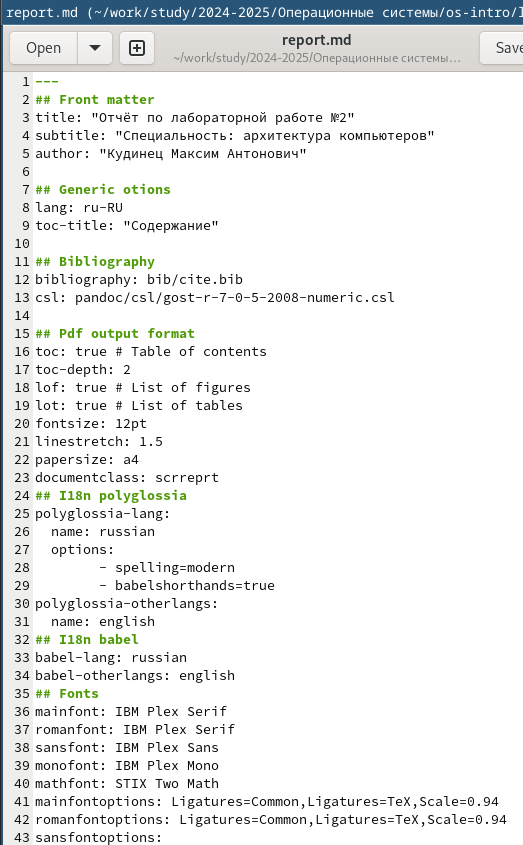 report.md (~/work/study/2024-2025/Операционные системы/os-intro/
Open
report.md
~/work/study/2024-2025/Операционные системы…
Save
1 ---
2 ## Front matter
3 title: "Отчёт по лабораторной работе №2"
4 subtitle: "Специальность: архитектура компьютеров"
5 author: "Кудинец Максим Антонович"
6
7 ## Generic otions
8 lang: ru-RU
9 toc-title: "Содержание"
10
11 ## Bibliography
12 bibliography: bib/cite.bib
13 csl: pandoc/csl/gost-r-7-0-5-2008-numeric.csl
14
15 ## Pdf output format
16 toc: true # Table of contents
17 toc-depth: 2
18 lof: true # List of figures
19 lot: true # List of tables
20 fontsize: 12pt
21 linestretch: 1.5
22 papersize: a4
23 documentclass: scrreprt
24 ## I18n polyglossia
25 polyglossia-lang:
26   name: russian
27   options:
28         - spelling=modern
29         - babelshorthands=true
30 polyglossia-otherlangs:
31   name: english
32 ## I18n babel
33 babel-lang: russian
34 babel-otherlangs: english
35 ## Fonts
36 mainfont: IBM Plex Serif
37 romanfont: IBM Plex Serif
38 sansfont: IBM Plex Sans
39 monofont: IBM Plex Mono
40 mathfont: STIX Two Math
41 mainfontoptions: Ligatures=Common,Ligatures=TeX,Scale=0.94
42 romanfontoptions: Ligatures=Common,Ligatures=TeX,Scale=0.94
43 sansfontoptions: